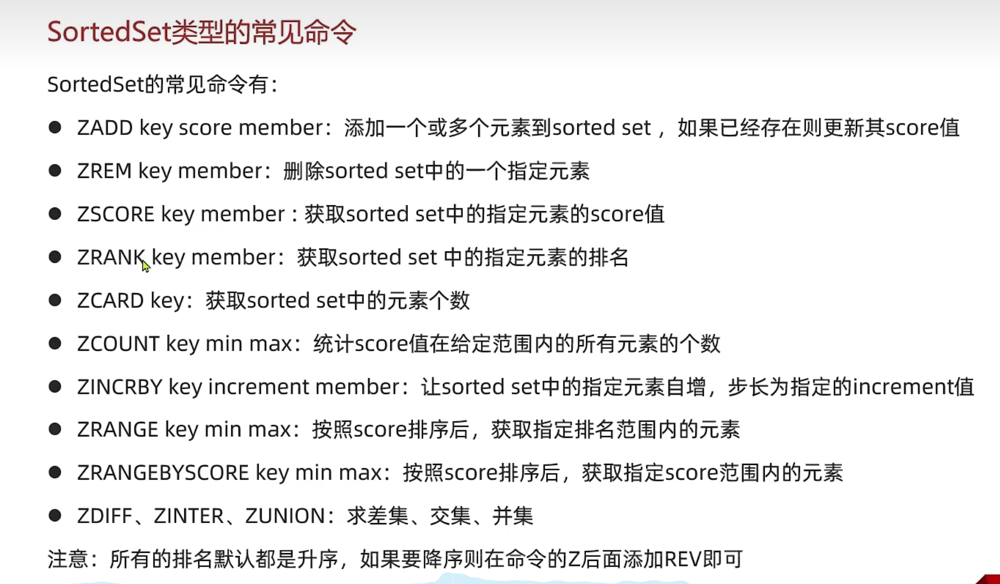 SortedSet类型的常见命令
SortedSet的常见命令有：
● ZADD key score member：添加一个或多个元素到sorted set ，如果已经存在则更新其score值
● ZREM key member：删除sorted set中的一个指定元素
● ZSCORE key member : 获取sorted set中的指定元素的score值
● ZRANK key member：获取sorted set 中的指定元素的排名
● ZCARD key：获取sorted set中的元素个数
● ZCOUNT key min max：统计score值在给定范围内的所有元素的个数
● ZINCRBY key increment member：让sorted set中的指定元素自增，步长为指定的increment值
● ZRANGE key min max：按照score排序后，获取指定排名范围内的元素
● ZRANGEBYSCORE key min max：按照score排序后，获取指定score范围内的元素
● ZDIFF、ZINTER、ZUNION：求差集、交集、并集
注意：所有的排名默认都是升序，如果要降序则在命令的Z后面添加REV即可